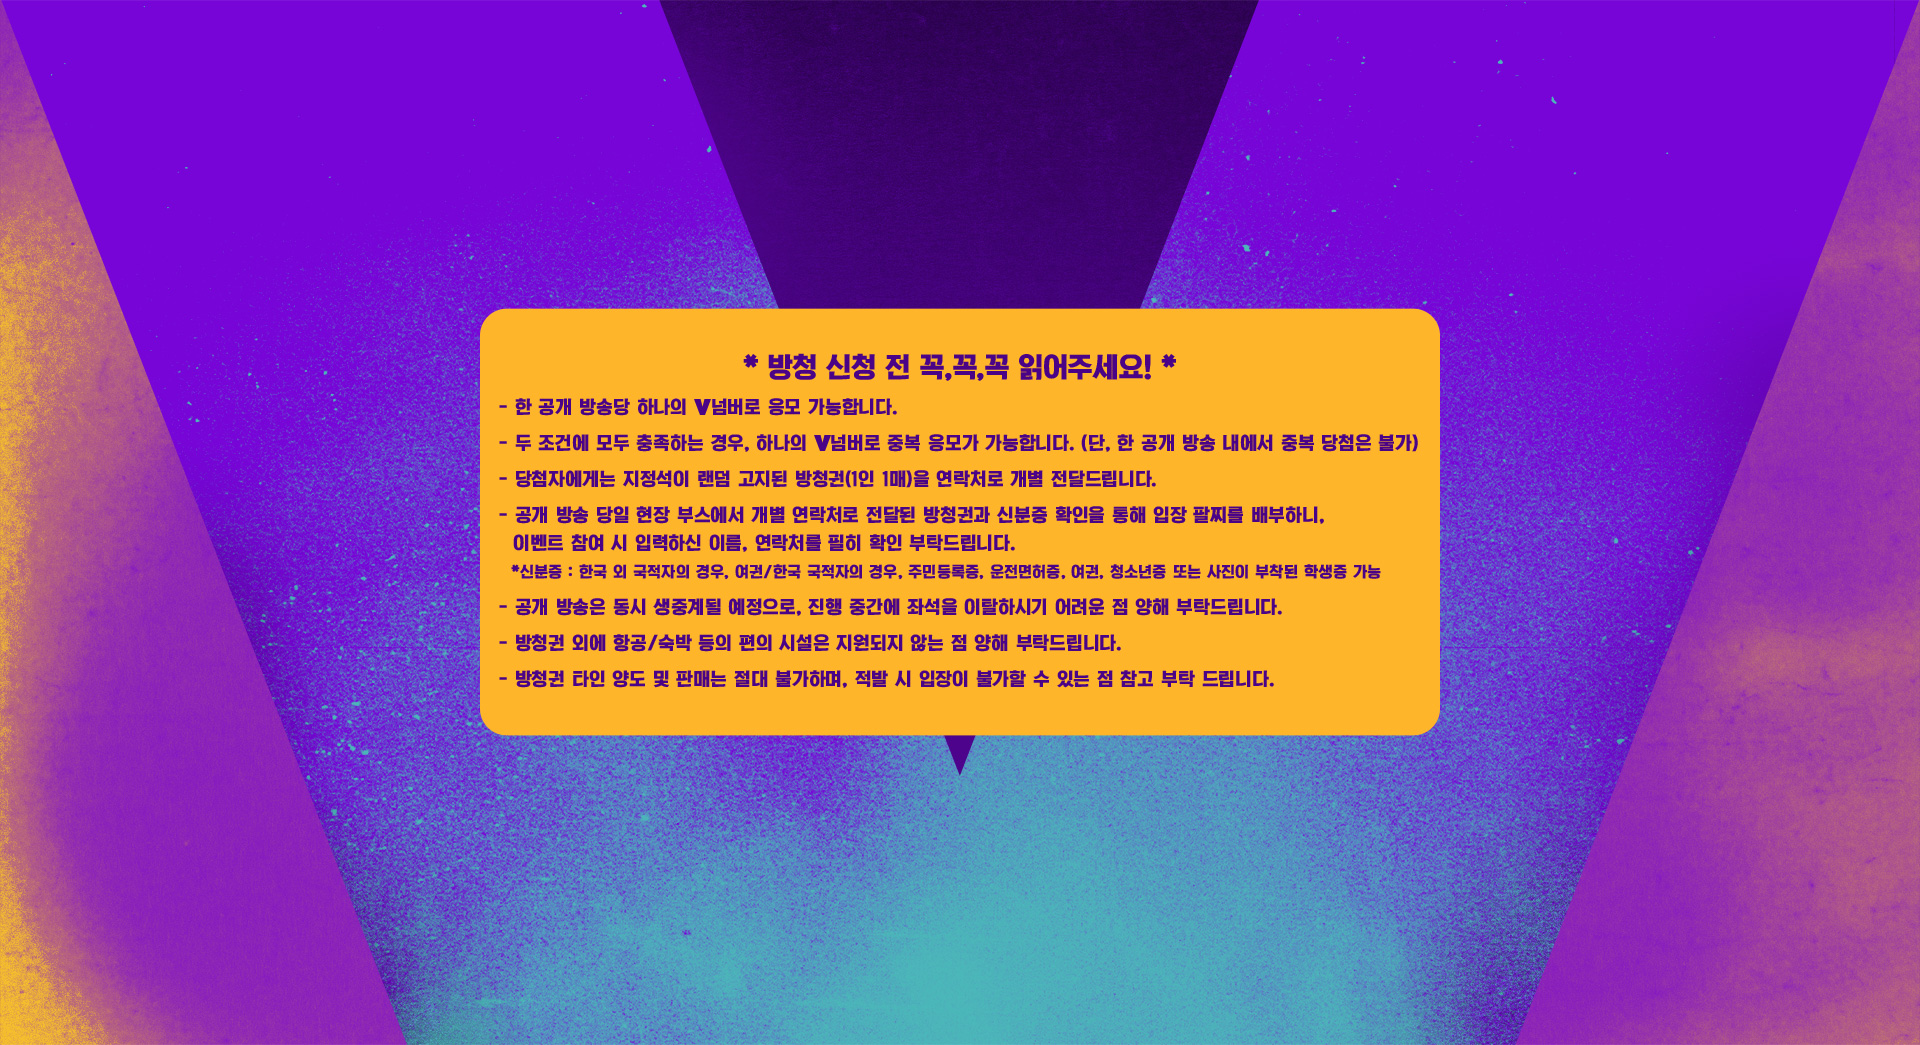 * 방청 신청 전 꼭,꼭,꼭 읽어주세요! *
- 한 공개 방송당 하나의 V넘버로 응모 가능합니다.
- 두 조건에 모두 충족하는 경우, 하나의 V넘버로 중복 응모가 가능합니다. (단, 한 공개 방송 내에서 중복 당첨은 불가)
- 당첨자에게는 지정석이 랜덤 고지된 방청권(1인 1매)을 연락처로 개별 전달드립니다.
- 공개 방송 당일 현장 부스에서 개별 연락처로 전달된 방청권과 신분증 확인을 통해 입장 팔찌를 배부하니,
이벤트 참여 시 입력하신 이름, 연락처를 필히 확인 부탁드립니다.
*신분증 : 한국 외 국적자의 경우, 여권/한국 국적자의 경우, 주민등록증, 운전면허증, 여권, 청소년증 또는 사진이 부착된 학생증 가능
- 공개 방송은 동시 생중계될 예정으로, 진행 중간에 좌석을 이탈하시기 어려운 점 양해 부탁드립니다.
- 방청권 외에 항공/숙박 등의 편의 시설은 지원되지 않는 점 양해 부탁드립니다.
- 방청권 타인 양도 및 판매는 절대 불가하며, 적발 시 입장이 불가할 수 있는 점 참고 부탁 드립니다.